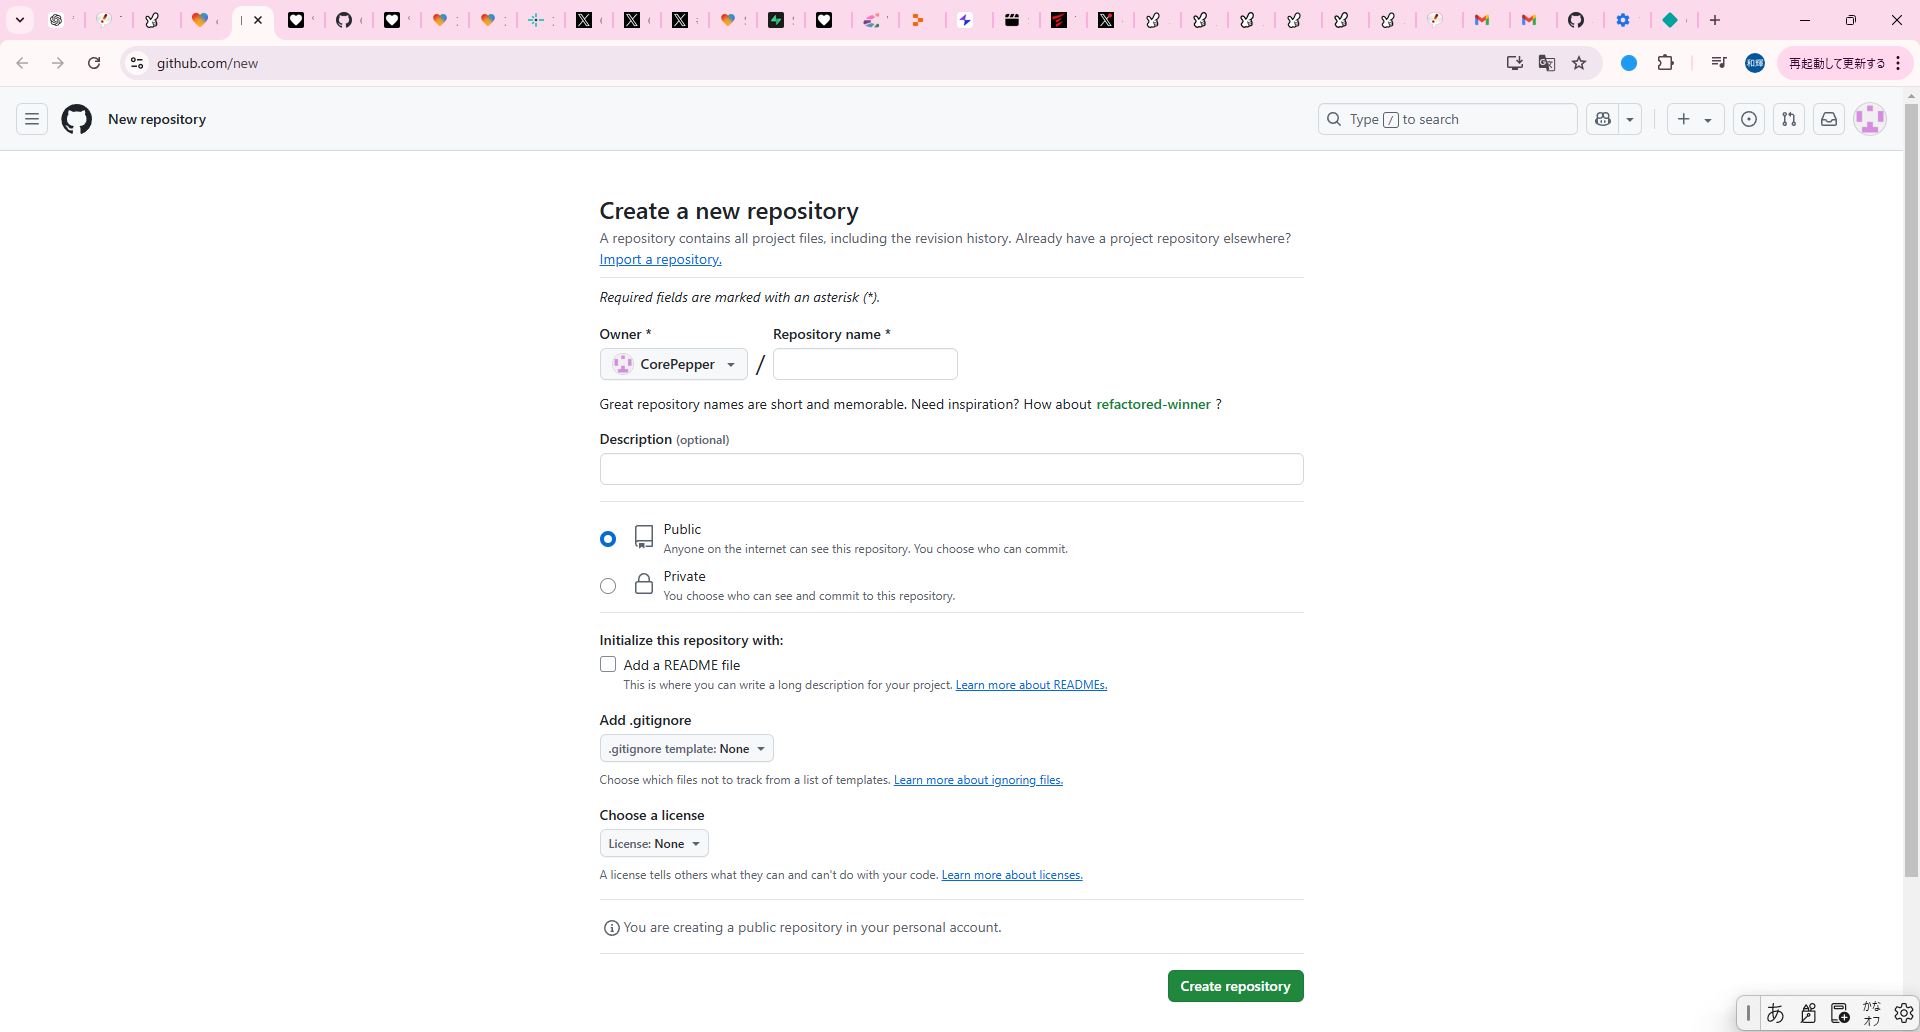 github.com/new
再起動して更新する
New repository
Type / to search
Create a new repository
A repository contains all project files, including the revision history. Already have a project repository elsewhere?
Import a repository.
Required fields are marked with an asterisk (*).
Owner *
Repository name *
CorePepper
/
Great repository names are short and memorable. Need inspiration? How about refactored-winner ?
Description (optional)
Public
Anyone on the internet can see this repository. You choose who can commit.
Private
You choose who can see and commit to this repository.
Initialize this repository with:
Add a README file
This is where you can write a long description for your project. Learn more about READMEs.
Add .gitignore
.gitignore template: None
Choose which files not to track from a list of templates. Learn more about ignoring files.
Choose a license
License: None
A license tells others what they can and can't do with your code. Learn more about licenses.
You are creating a public repository in your personal account.
Create repository
あ
かな
オフ